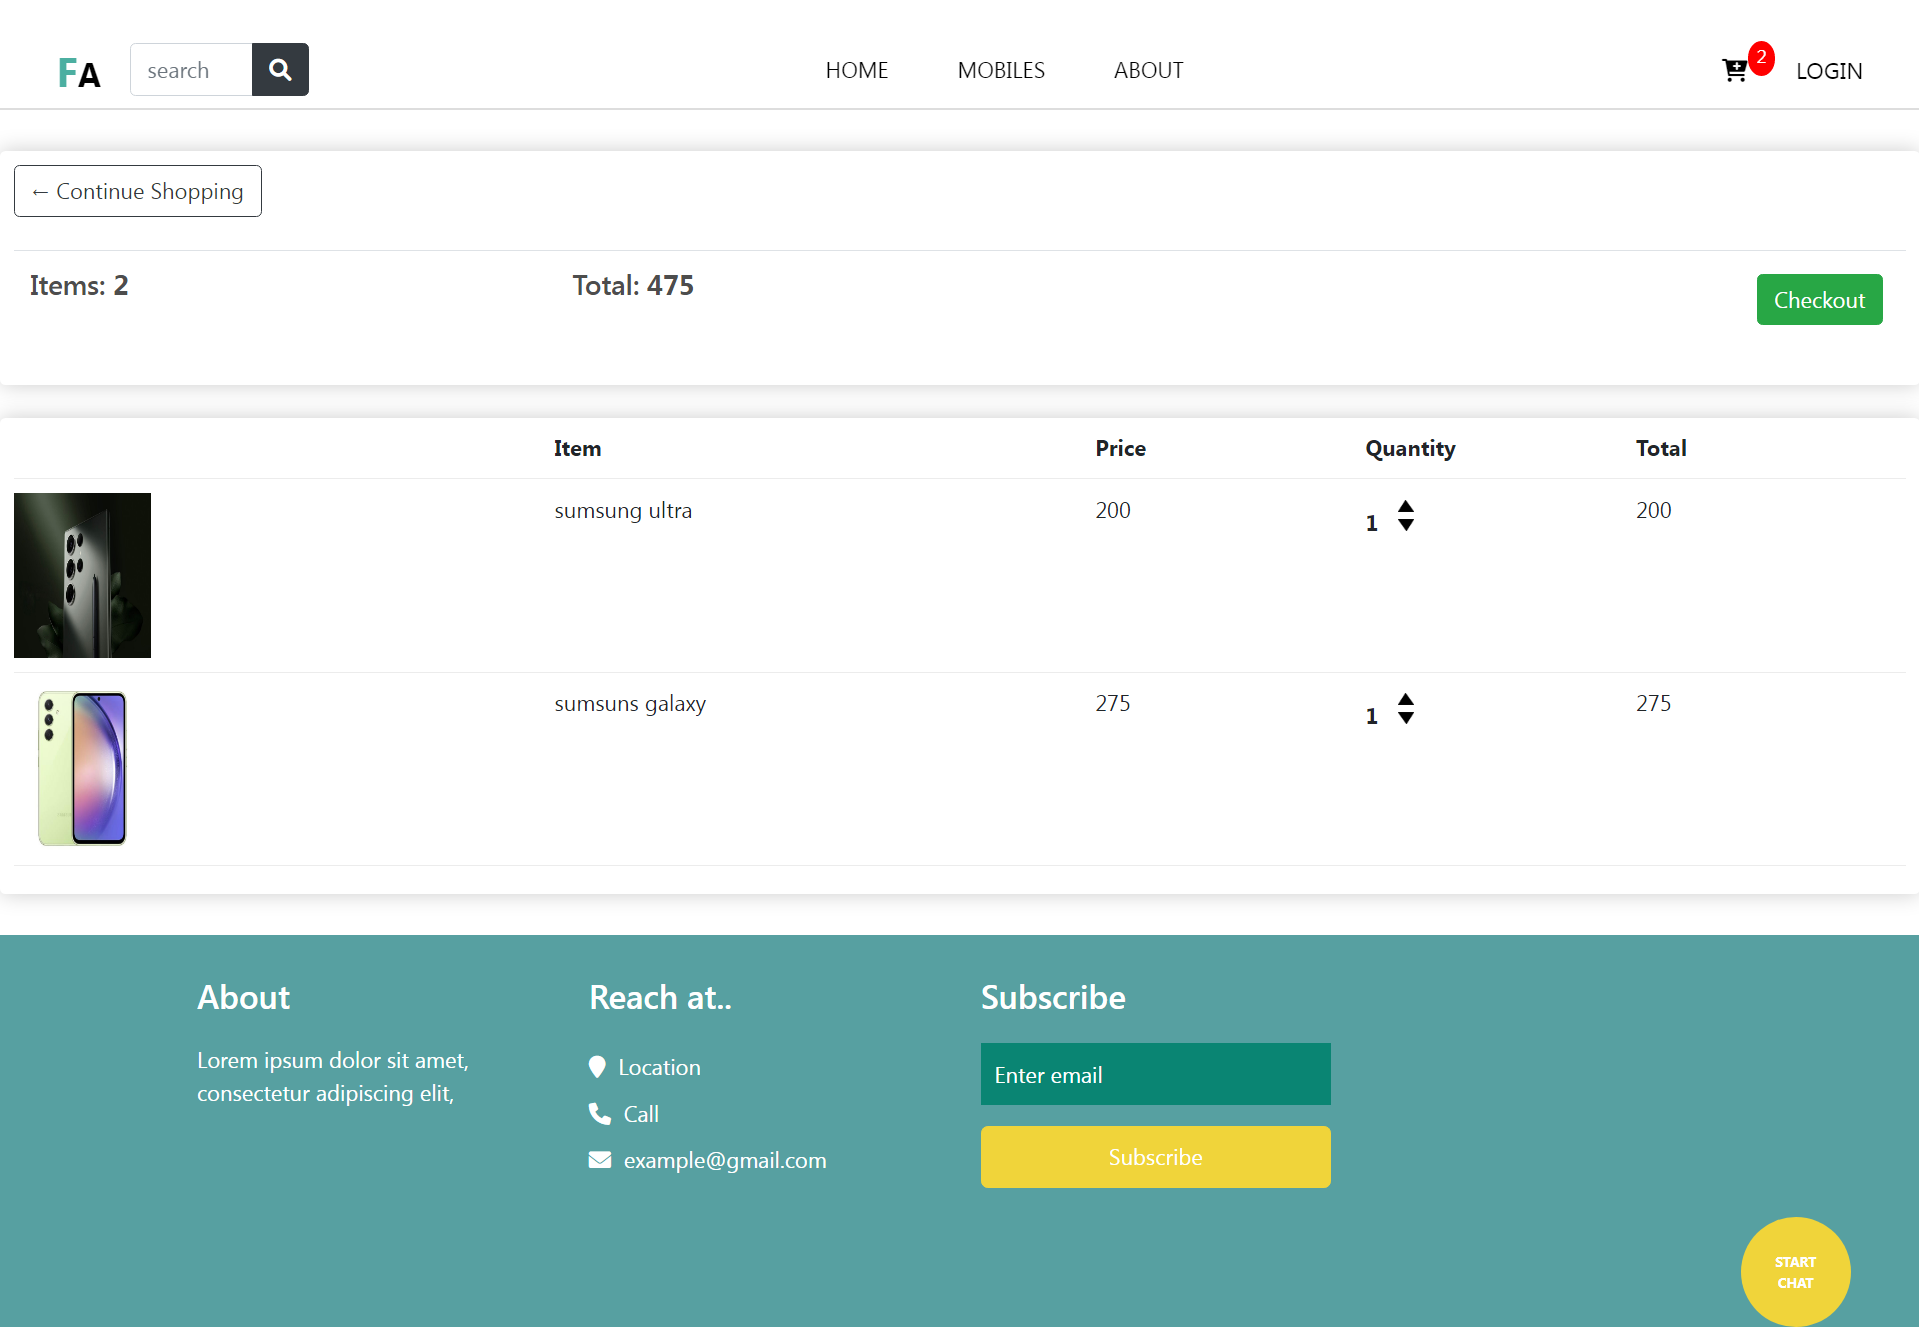 FA
search
HOME MOBILES ABOUT
2
LOGIN
← Continue Shopping
Items: 2 Total: 475
Checkout
Item Price Quantity Total
sumsung ultra 200 1 200
sumsuns galaxy 275 1 275
About
Lorem ipsum dolor sit amet,
consectetur adipiscing elit,
Reach at..
Location
Call
example@gmail.com
Subscribe
Enter email
Subscribe
START
CHAT